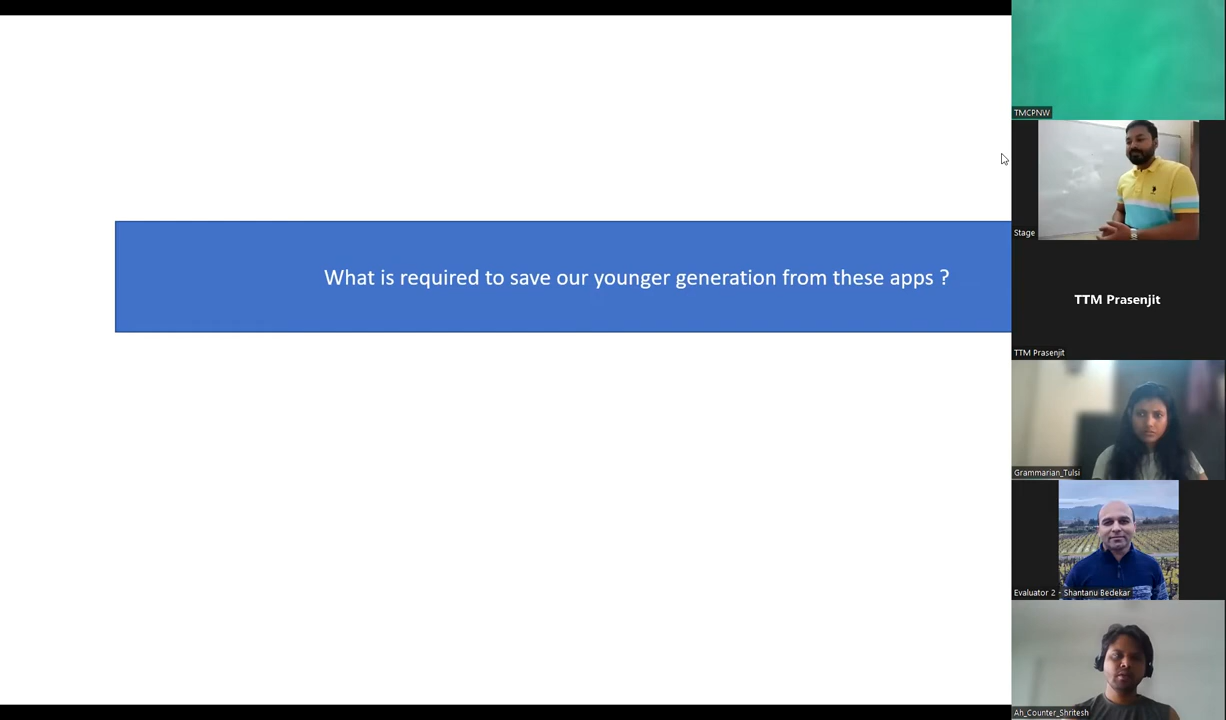 What is required to save our younger generation from these apps ?
TMCPNW
Stage
TTM Prasenjit
TTM Prasenjit
Grammarian_Tulsi
Evaluator 2 - Shantanu Bedekar
Ah_Counter_Shritesh